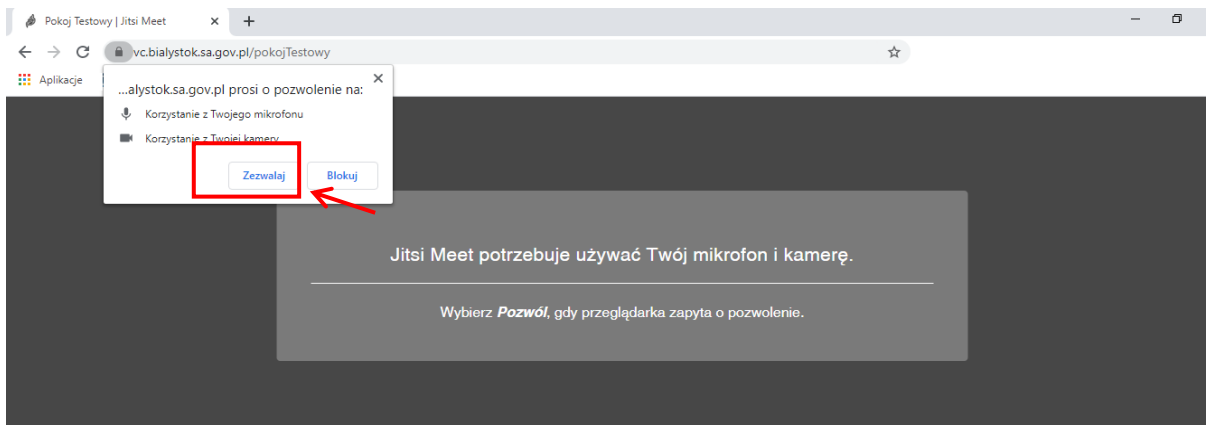 Pokoj Testowy | Jitsi Meet
vc.bialystok.sa.gov.pl/pokojTestowy
Aplikacje
...alystok.sa.gov.pl prosi o pozwolenie na:
Korzystanie z Twojego mikrofonu
Korzystanie z Twojej kamery
Zezwalaj Blokuj
Jitsi Meet potrzebuje używać Twój mikrofon i kamerę.
Wybierz Pozwól, gdy przeglądarka zapyta o pozwolenie.